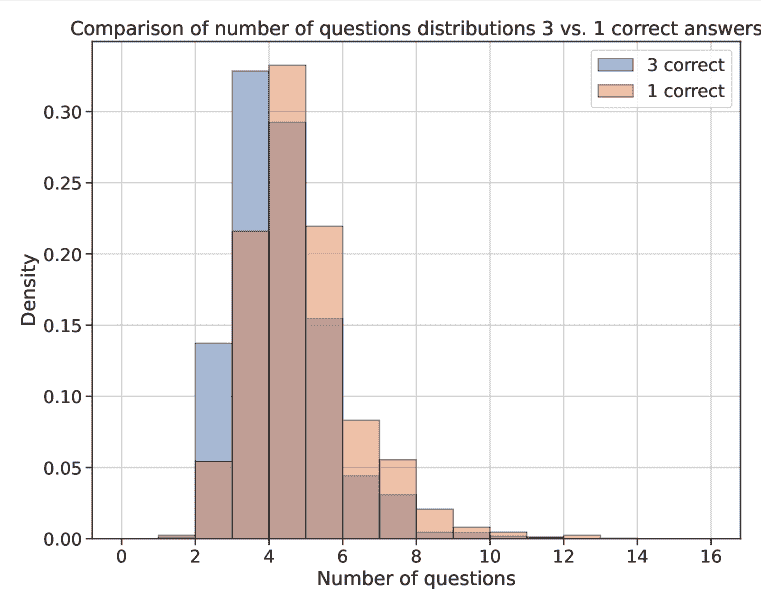 Comparison of number of questions distributions 3 vs. 1 correct answers
3 correct
1 correct
0.30
0.25
0.20
0.15
0.10
0.05
0.00
Density
0 2 4 6 8 10 12 14 16
Number of questions